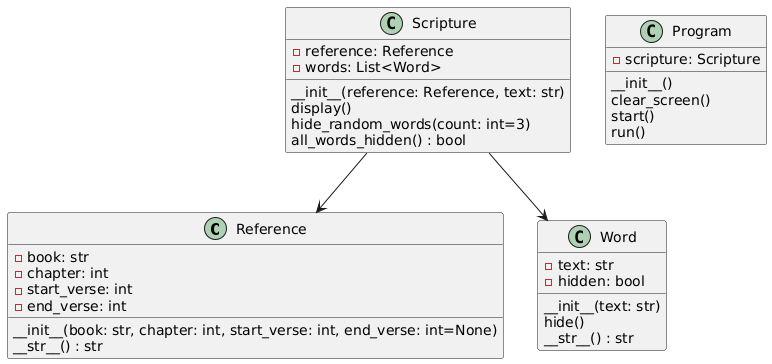 C Scripture
reference: Reference
words: List<Word>
__init__(reference: Reference, text: str)
display()
hide_random_words(count: int=3)
all_words_hidden() : bool
C Program
scripture: Scripture
__init__()
clear_screen()
start()
run()
C Reference
book: str
chapter: int
start_verse: int
end_verse: int
__init__(book: str, chapter: int, start_verse: int, end_verse: int=None)
__str__() : str
C Word
text: str
hidden: bool
__init__(text: str)
hide()
__str__() : str